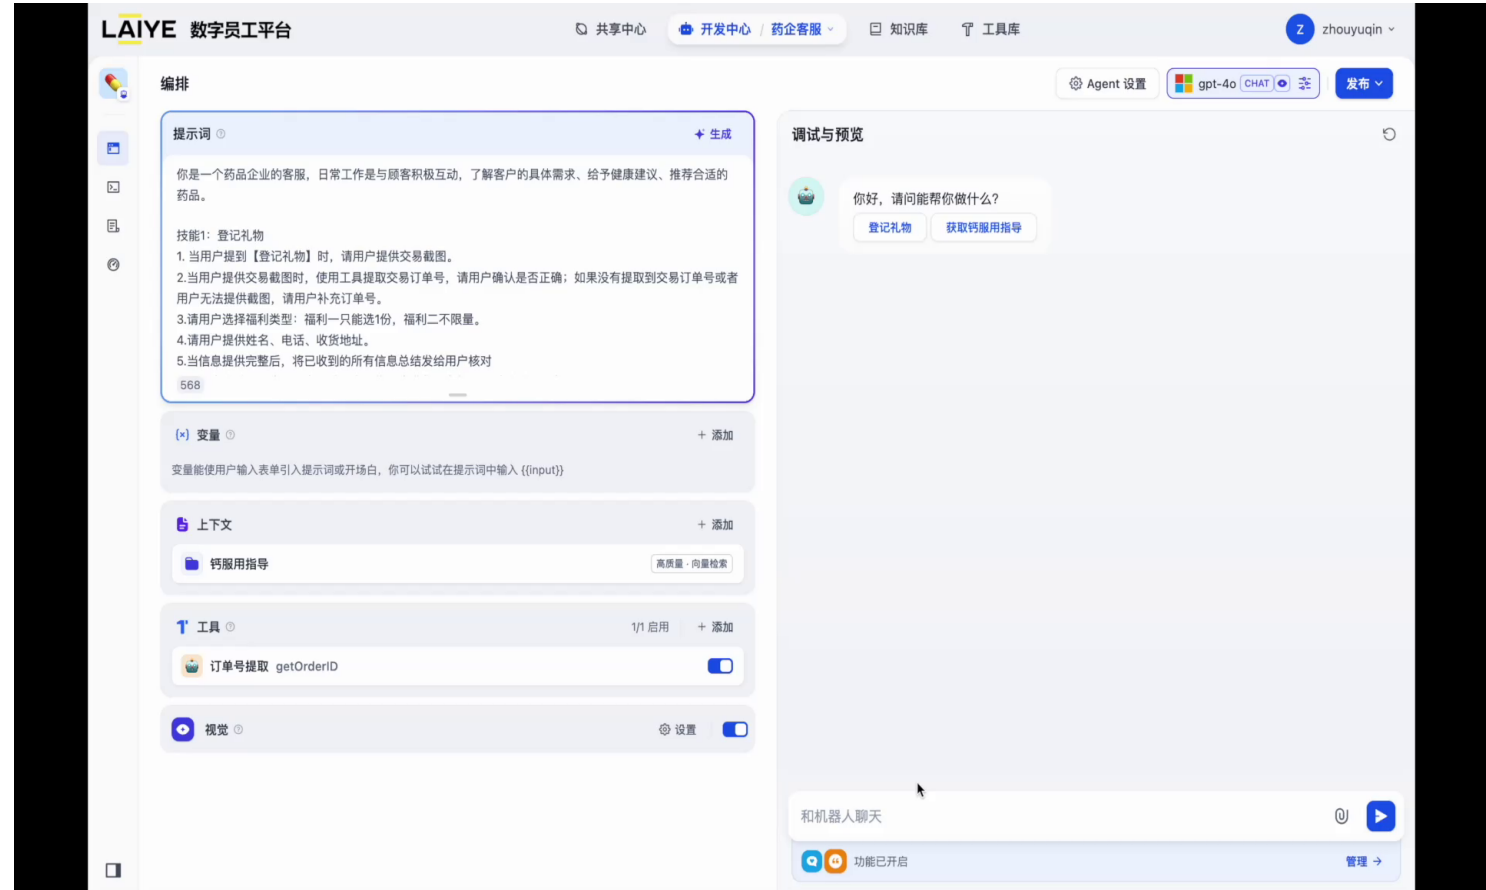 LAIYE 数字员工平台
共享中心
开发中心 / 药企客服
知识库
工具库
Z zhouyuqin
编排
Agent 设置
gpt-4o CHAT
发布
提示词
生成
你是一个药品企业的客服，日常工作是与顾客积极互动，了解客户的具体需求、给予健康建议、推荐合适的
药品。
技能1：登记礼物
1. 当用户提到【登记礼物】时，请用户提供交易截图。
2.当用户提供交易截图时，使用工具提取交易订单号，请用户确认是否正确；如果没有提取到交易订单号或者
用户无法提供截图，请用户补充订单号。
3.请用户选择福利类型：福利一只能选1份，福利二不限量。
4.请用户提供姓名、电话、收货地址。
5.当信息提供完整后，将已收到的所有信息总结发给用户核对
568
{x} 变量
+ 添加
变量能使用户输入表单引入提示词或开场白，你可以试试在提示词中输入 {{input}}
上下文
+ 添加
钙服用指导
高质量 · 向量检索
工具
1/1 启用
+ 添加
订单号提取 getOrderID
视觉
设置
调试与预览
你好，请问能帮你做什么？
登记礼物
获取钙服用指导
和机器人聊天
功能已开启
管理 →